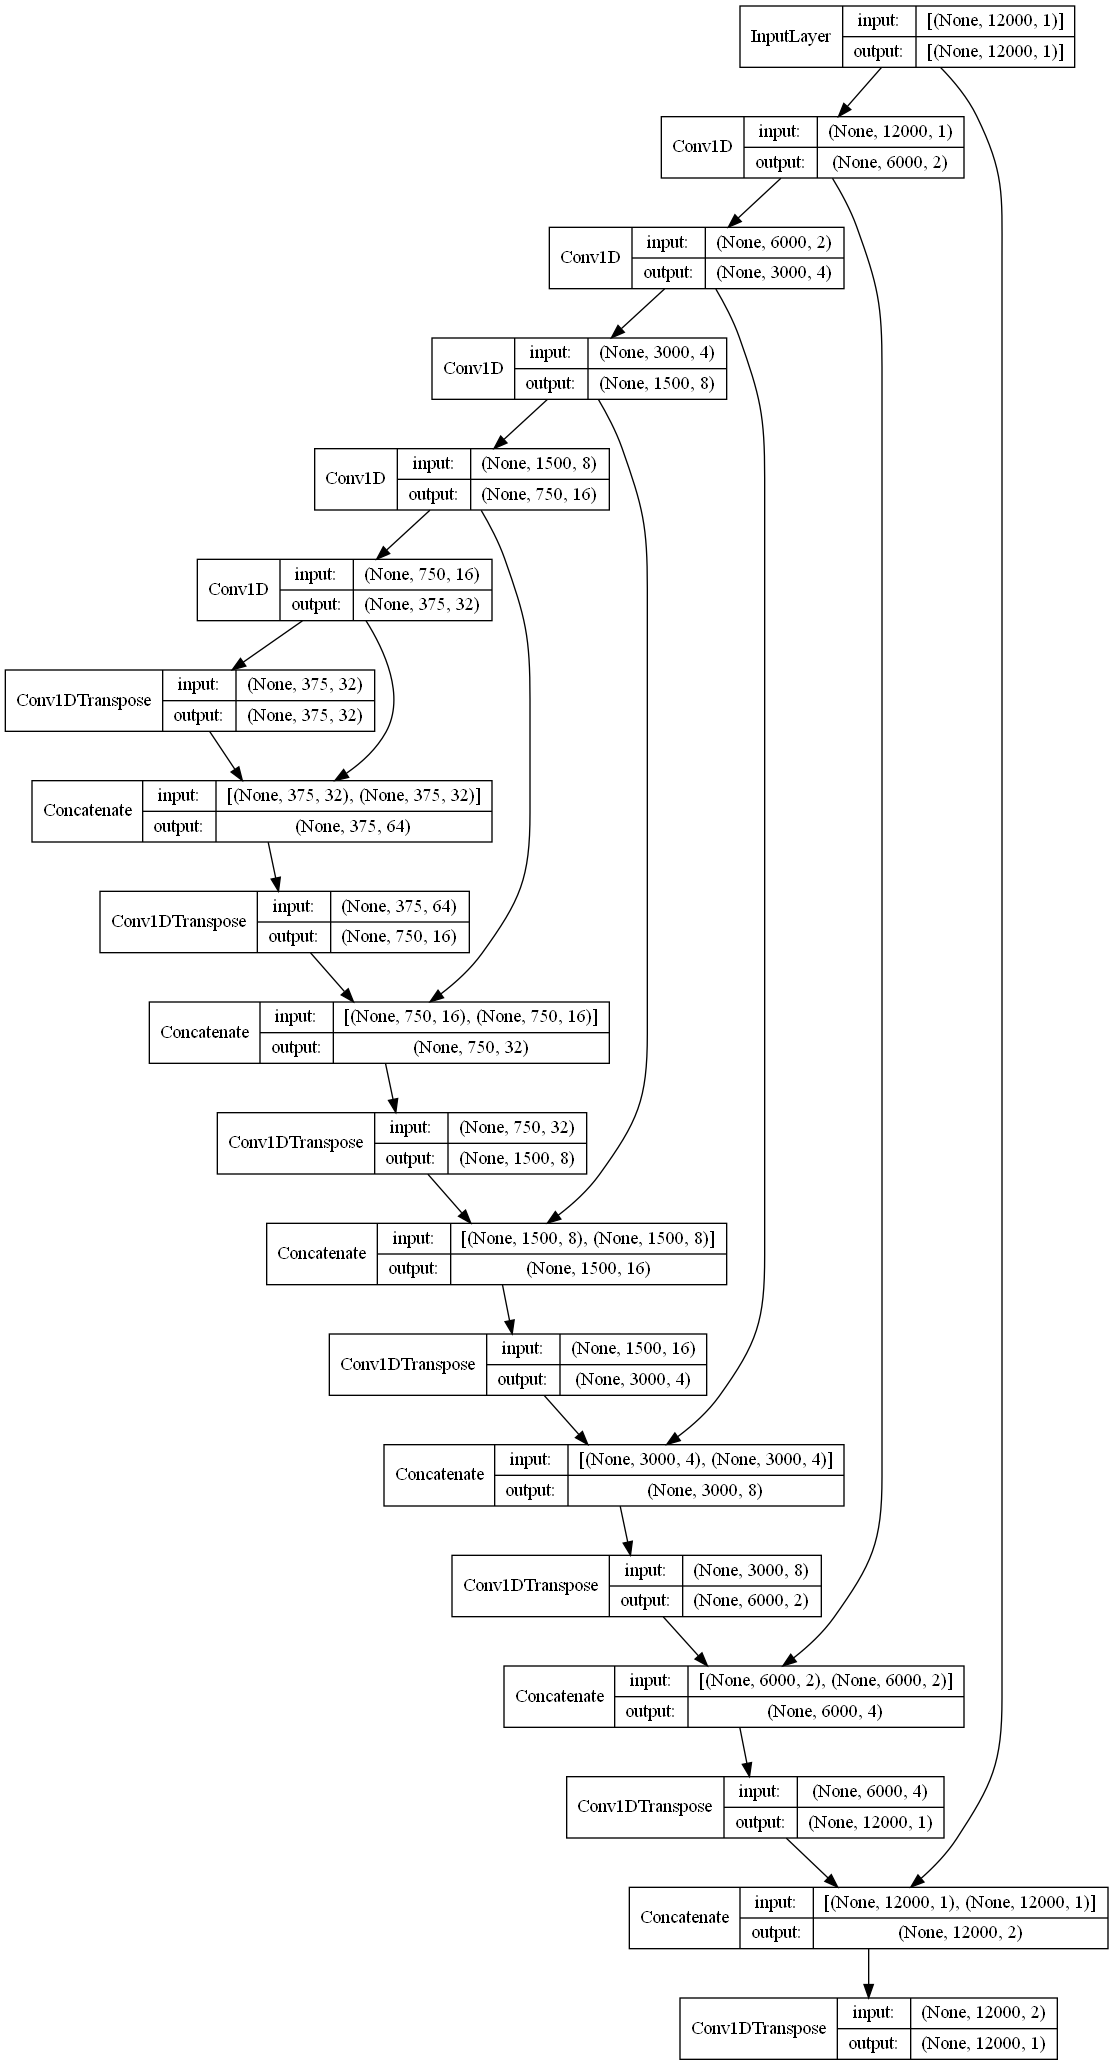 InputLayer
input: [(None, 12000, 1)]
output: [(None, 12000, 1)]
Conv1D
input: (None, 12000, 1)
output: (None, 6000, 2)
Conv1D
input: (None, 6000, 2)
output: (None, 3000, 4)
Conv1D
input: (None, 3000, 4)
output: (None, 1500, 8)
Conv1D
input: (None, 1500, 8)
output: (None, 750, 16)
Conv1D
input: (None, 750, 16)
output: (None, 375, 32)
Conv1DTranspose
input: (None, 375, 32)
output: (None, 375, 32)
Concatenate
input: [(None, 375, 32), (None, 375, 32)]
output: (None, 375, 64)
Conv1DTranspose
input: (None, 375, 64)
output: (None, 750, 16)
Concatenate
input: [(None, 750, 16), (None, 750, 16)]
output: (None, 750, 32)
Conv1DTranspose
input: (None, 750, 32)
output: (None, 1500, 8)
Concatenate
input: [(None, 1500, 8), (None, 1500, 8)]
output: (None, 1500, 16)
Conv1DTranspose
input: (None, 1500, 16)
output: (None, 3000, 4)
Concatenate
input: [(None, 3000, 4), (None, 3000, 4)]
output: (None, 3000, 8)
Conv1DTranspose
input: (None, 3000, 8)
output: (None, 6000, 2)
Concatenate
input: [(None, 6000, 2), (None, 6000, 2)]
output: (None, 6000, 4)
Conv1DTranspose
input: (None, 6000, 4)
output: (None, 12000, 1)
Concatenate
input: [(None, 12000, 1), (None, 12000, 1)]
output: (None, 12000, 2)
Conv1DTranspose
input: (None, 12000, 2)
output: (None, 12000, 1)